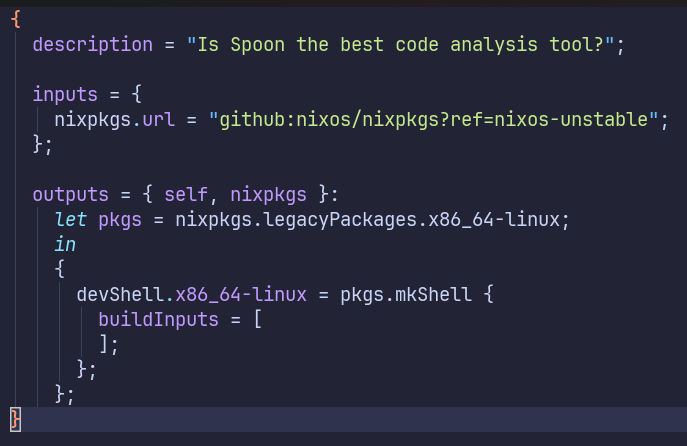 {
  description = "Is Spoon the best code analysis tool?";
  inputs = {
    nixpkgs.url = "github:nixos/nixpkgs?ref=nixos-unstable";
  };
  outputs = { self, nixpkgs }:
    let pkgs = nixpkgs.legacyPackages.x86_64-linux;
    in
    {
      devShell.x86_64-linux = pkgs.mkShell {
        buildInputs = [
        ];
      };
    };
}